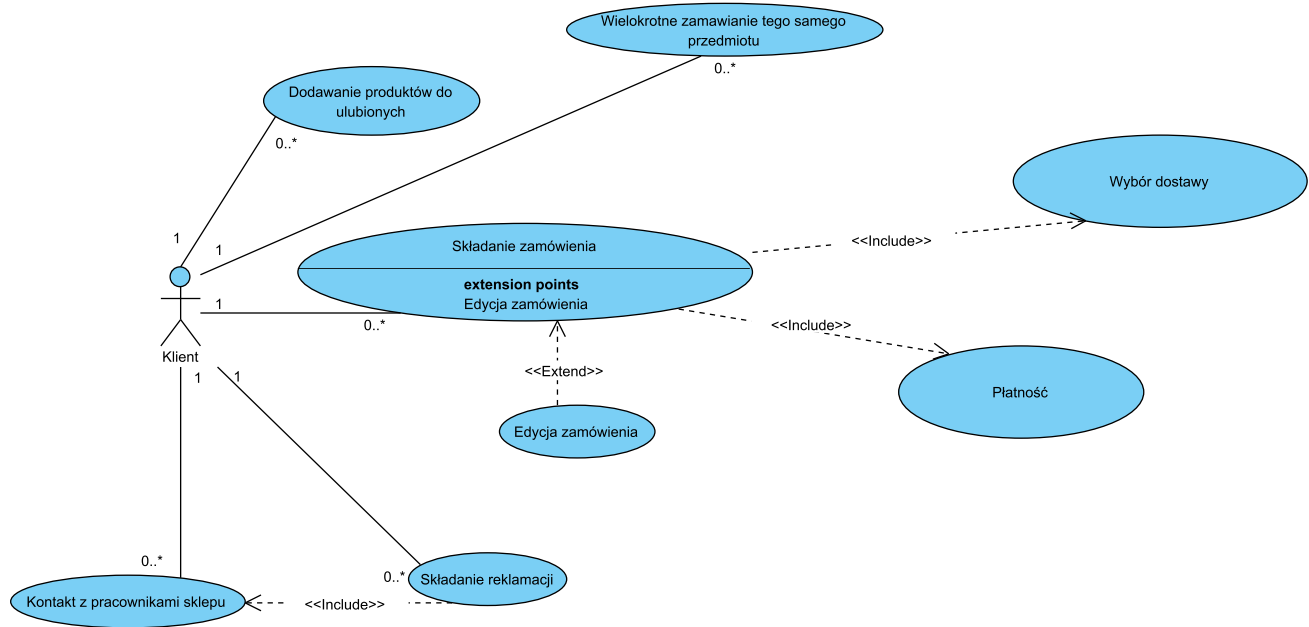 Wielokrotne zamawianie tego samego
przedmiotu
0..*
Dodawanie produktów do
ulubionych
0..*
Wybór dostawy
1
1
Składanie zamówienia
<<Include>>
extension points
Edycja zamówienia
1
0..*
<<Include>>
Klient
1
1
<<Extend>>
Płatność
Edycja zamówienia
0..*
0..*
Składanie reklamacji
Kontakt z pracownikami sklepu
<<Include>>